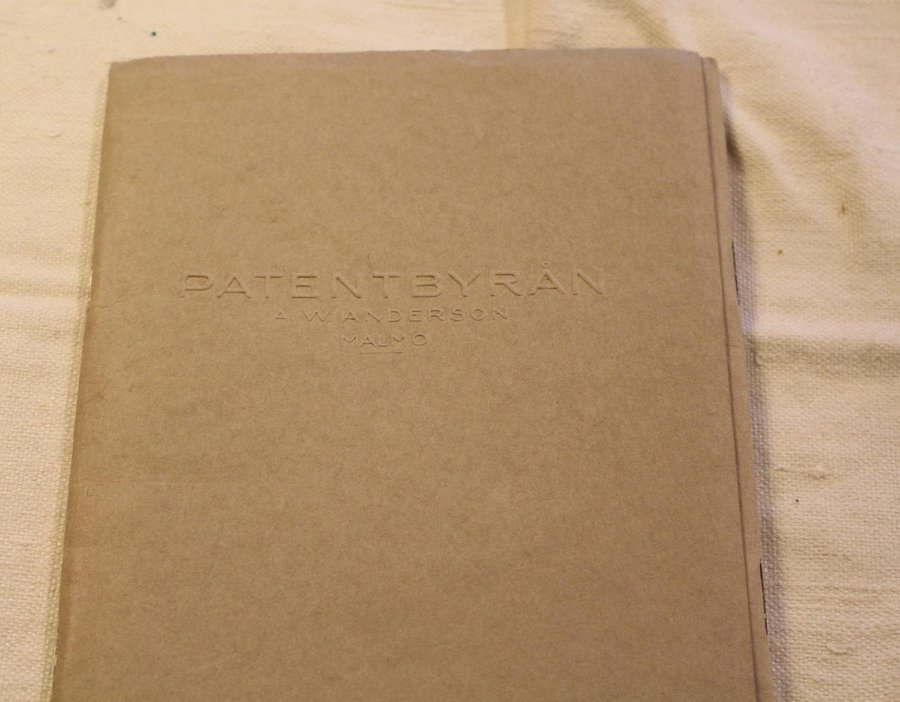 PATENTBYRÅN
A. W. ANDERSON
MALMÖ